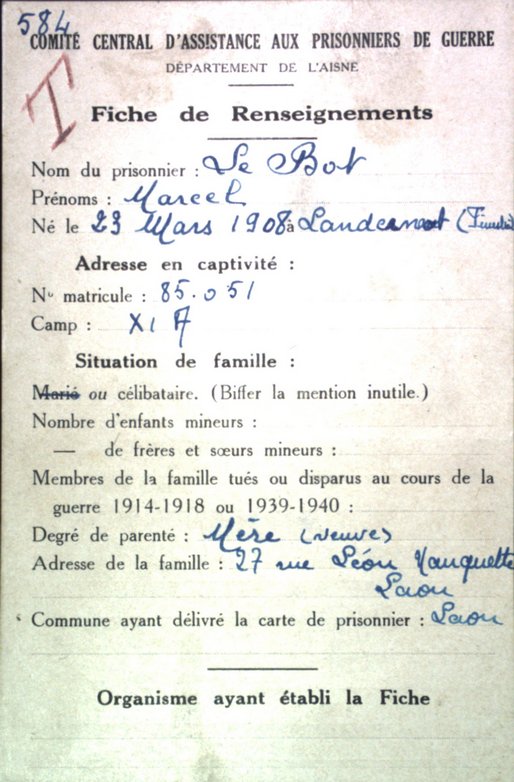 584
COMITÉ CENTRAL D'ASSISTANCE AUX PRISONNIERS DE GUERRE
T
DÉPARTEMENT DE L'AISNE
Fiche de Renseignements
Nom du prisonnier : Le Bot
Prénoms : Marcel
Né le 23 Mars 1908 à Landerneau
Adresse en captivité :
No matricule : 85.051
Camp : XI A
Situation de famille :
Marié ou célibataire. (Biffer la mention inutile.)
Nombre d'enfants mineurs :
— de frères et sœurs mineurs :
Membres de la famille tués ou disparus au cours de la
guerre 1914-1918 ou 1939-1940 :
Degré de parenté : Mère (veuve)
Adresse de la famille : 27 rue Léon Nanquette
Laon
Commune ayant délivré la carte de prisonnier : Laon
Organisme ayant établi la Fiche